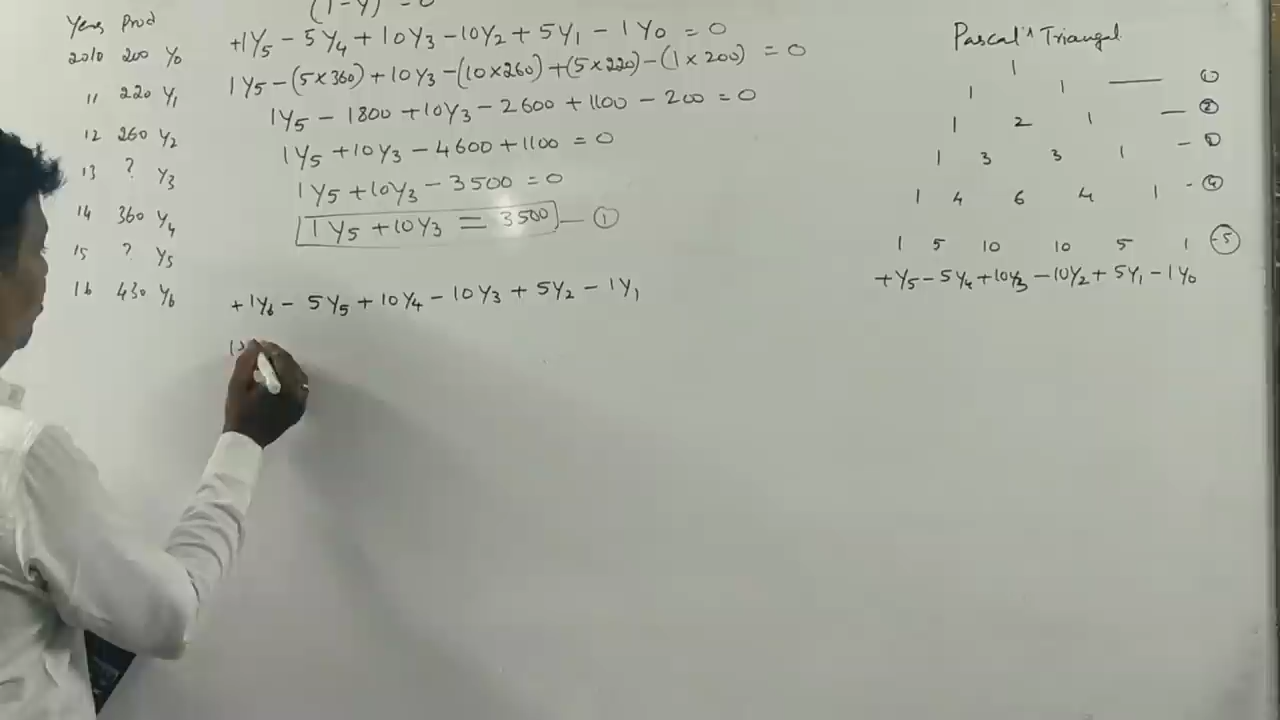 Year Prod
2010 200 Y₀
11 220 Y₁
12 260 Y₂
13 ? Y₃
14 360 Y₄
15 ? Y₅
16 430 Y₆
(1-Y) = 0
+1Y₅ - 5Y₄ + 10Y₃ - 10Y₂ + 5Y₁ - 1Y₀ = 0
1Y₅ - (5×360) + 10Y₃ - (10×260) + (5×220) - (1×200) = 0
1Y₅ - 1800 + 10Y₃ - 2600 + 1100 - 200 = 0
1Y₅ + 10Y₃ - 4600 + 1100 = 0
1Y₅ + 10Y₃ - 3500 = 0
1Y₅ + 10Y₃ = 3500 — ①
+1Y₆ - 5Y₅ + 10Y₄ - 10Y₃ + 5Y₂ - 1Y₁
Pascal's Triangal
1
1 1 — ①
1 2 1 — ②
1 3 3 1 -
1 4 6 4 1 - ④
1 5 10 10 5 1 -5
+Y₅ - 5Y₄ + 10Y₃ - 10Y₂ + 5Y₁ - 1Y₀